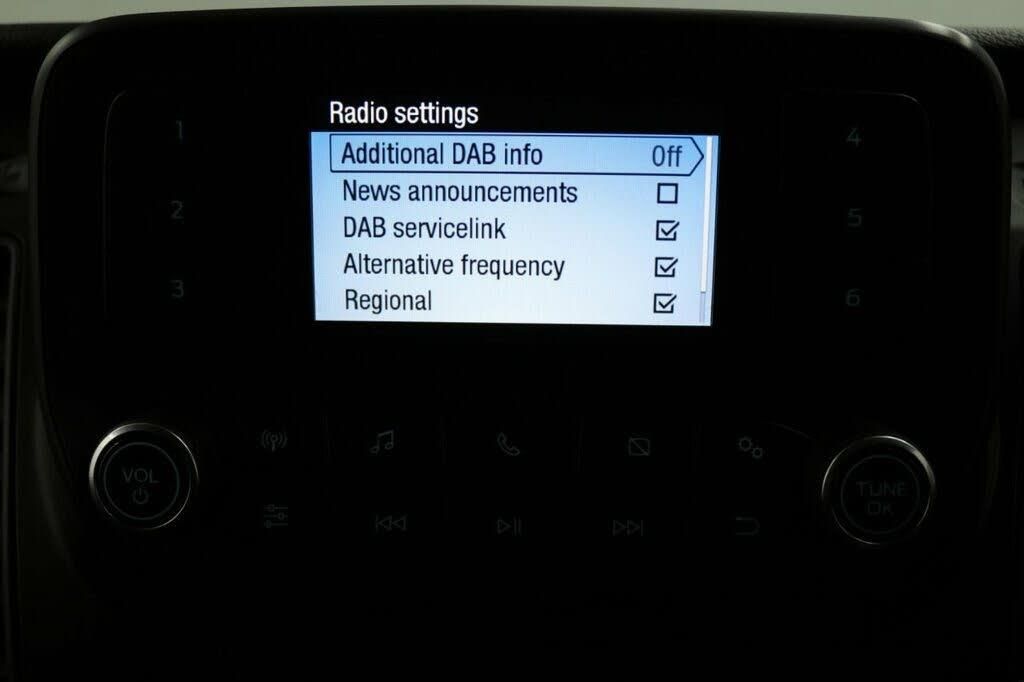 Radio settings
Additional DAB info Off
News announcements
DAB servicelink
Alternative frequency
Regional
1
2
3
4
5
6
VOL
TUNE
OK